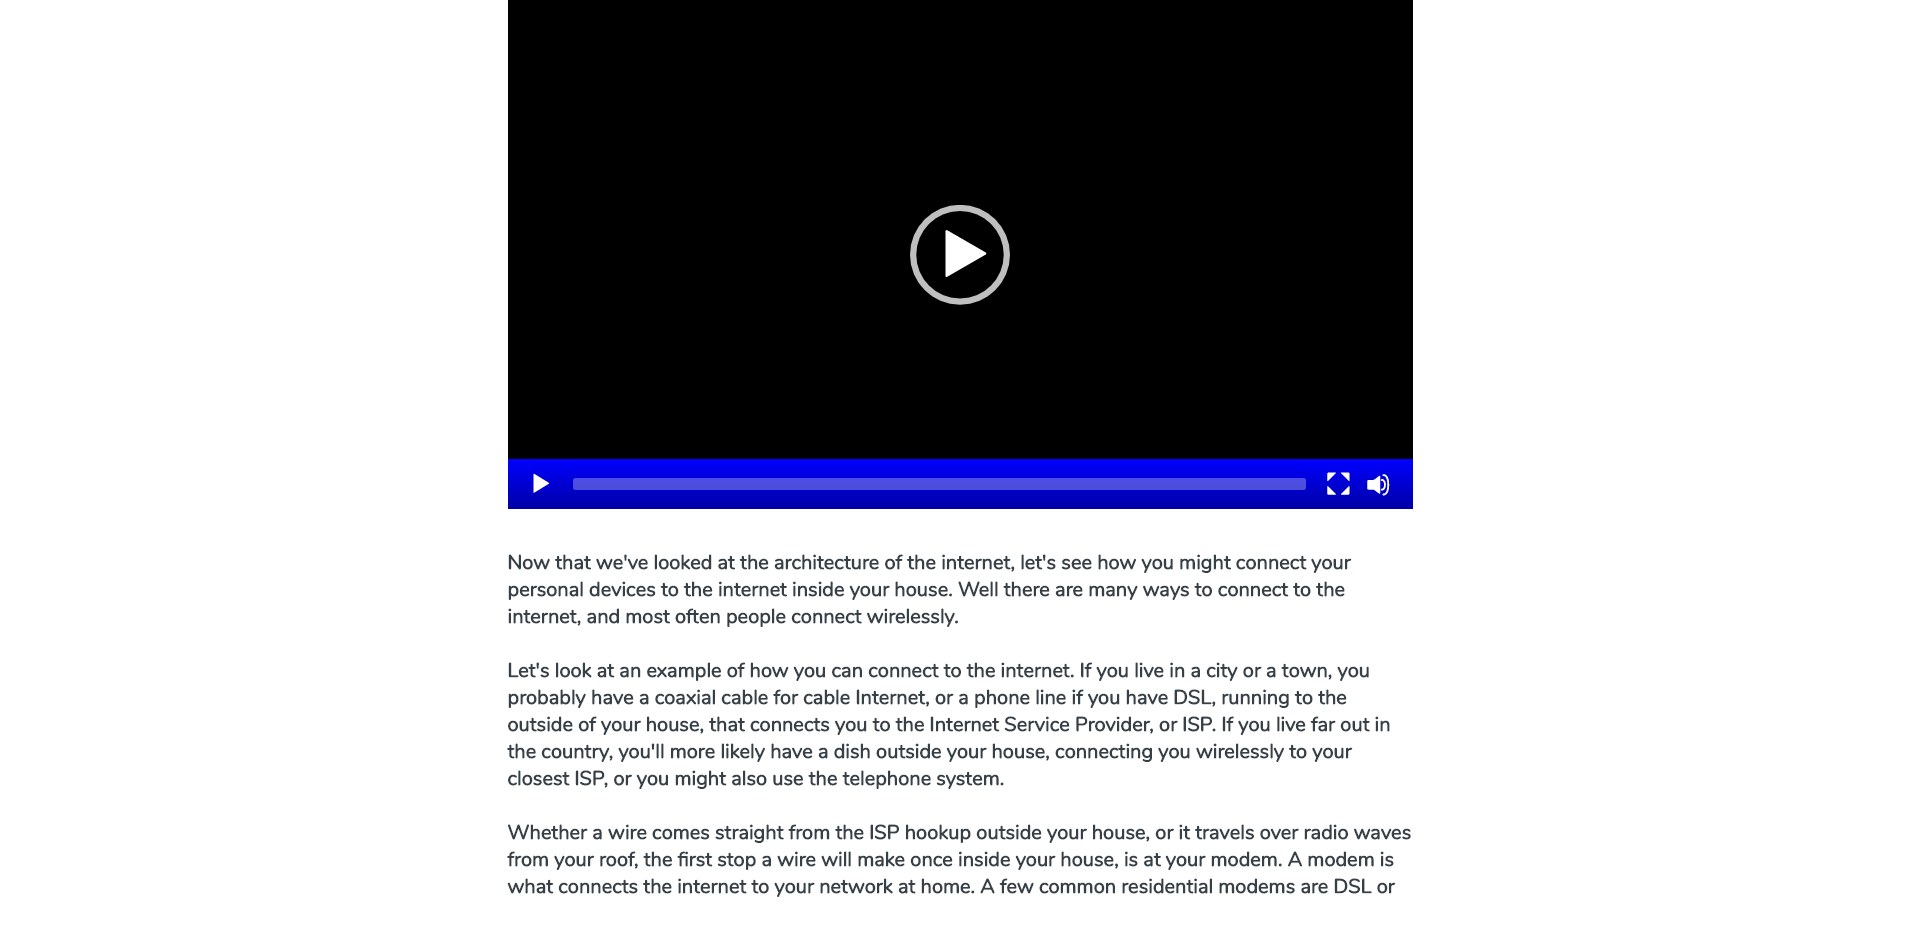 Now that we've looked at the architecture of the internet, let's see how you might connect your
personal devices to the internet inside your house. Well there are many ways to connect to the
internet, and most often people connect wirelessly.
Let's look at an example of how you can connect to the internet. If you live in a city or a town, you
probably have a coaxial cable for cable Internet, or a phone line if you have DSL, running to the
outside of your house, that connects you to the Internet Service Provider, or ISP. If you live far out in
the country, you'll more likely have a dish outside your house, connecting you wirelessly to your
closest ISP, or you might also use the telephone system.
Whether a wire comes straight from the ISP hookup outside your house, or it travels over radio waves
from your roof, the first stop a wire will make once inside your house, is at your modem. A modem is
what connects the internet to your network at home. A few common residential modems are DSL or